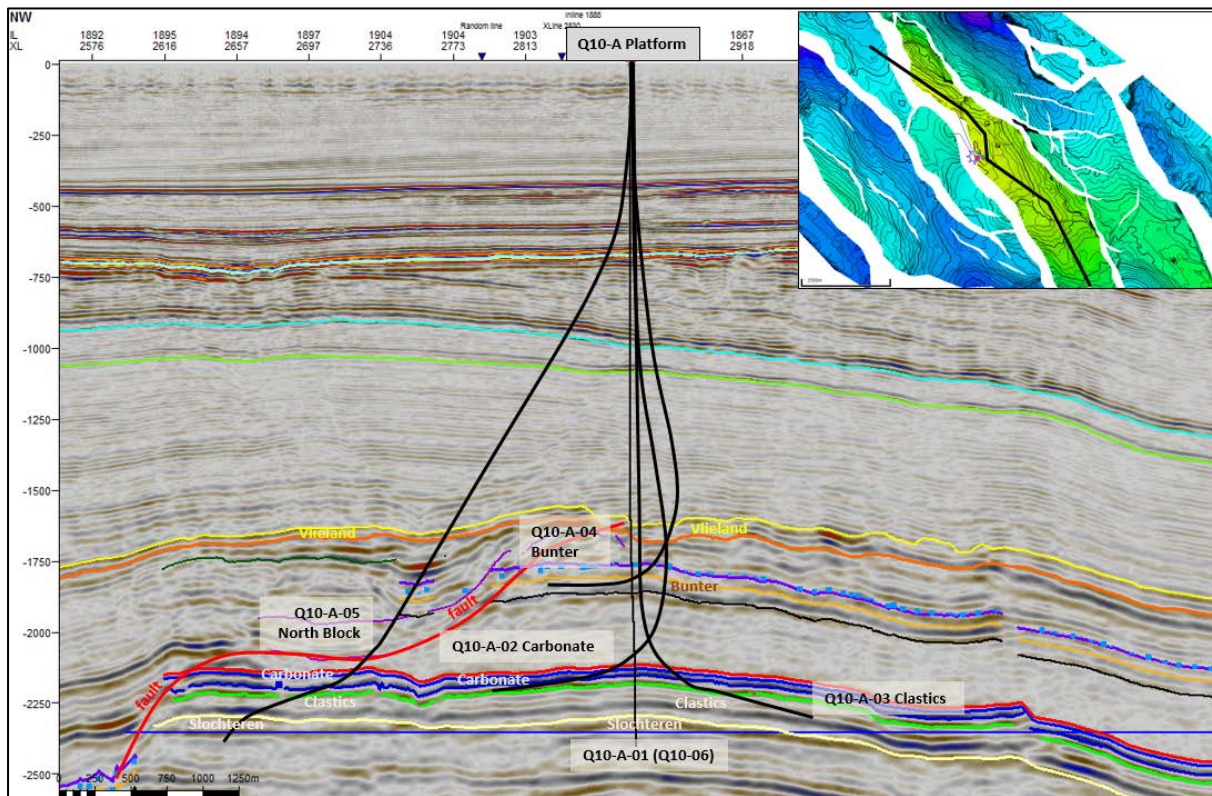 NW
Inline 1888
Random line XLine 2830
IL 1892 1895 1894 1897 1904 1904 1903 1867
XL 2576 2616 2657 2697 2736 2773 2813 2918
Q10-A Platform
0
-250
-500
-750
-1000
-1250
-1500
-1750
-2000
-2250
-2500
Vlieland
Vlieland
Q10-A-04
Bunter
Bunter
fault
Q10-A-05
North Block
Q10-A-02 Carbonate
fault
Carbonate
Carbonate
Clastics
Clastics
Q10-A-03 Clastics
Slochteren
Slochteren
Q10-A-01 (Q10-06)
0 250 500 750 1000 1250m